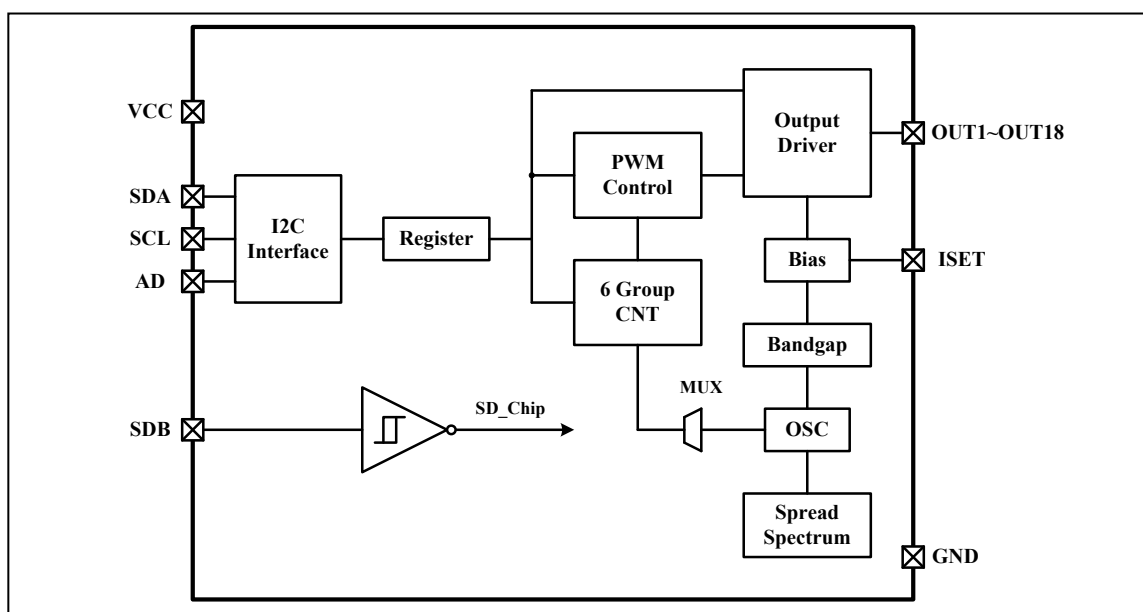 VCC
SDA
SCL
AD
SDB
I2C
Interface
Register
SD_Chip
PWM
Control
6 Group
CNT
MUX
Output
Driver
Bias
Bandgap
OSC
Spread
Spectrum
OUT1~OUT18
ISET
GND